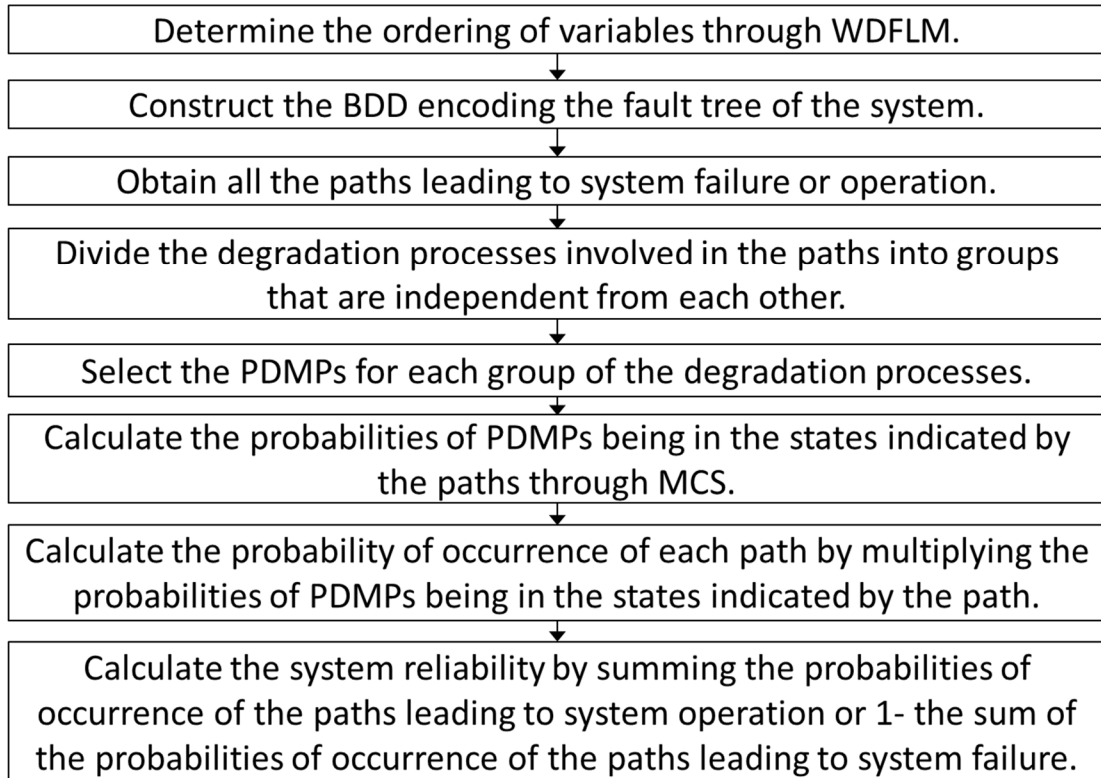 Determine the ordering of variables through WDFLM.
Construct the BDD encoding the fault tree of the system.
Obtain all the paths leading to system failure or operation.
Divide the degradation processes involved in the paths into groups
that are independent from each other.
Select the PDMPs for each group of the degradation processes.
Calculate the probabilities of PDMPs being in the states indicated by
the paths through MCS.
Calculate the probability of occurrence of each path by multiplying the
probabilities of PDMPs being in the states indicated by the path.
Calculate the system reliability by summing the probabilities of
occurrence of the paths leading to system operation or 1- the sum of
the probabilities of occurrence of the paths leading to system failure.